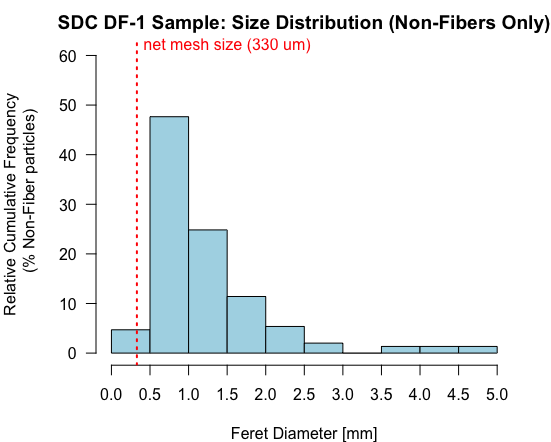 SDC DF-1 Sample: Size Distribution (Non-Fibers Only)
net mesh size (330 um)
Relative Cumulative Frequency
(% Non-Fiber particles)
60
50
40
30
20
10
0
0.0 0.5 1.0 1.5 2.0 2.5 3.0 3.5 4.0 4.5 5.0
Feret Diameter [mm]